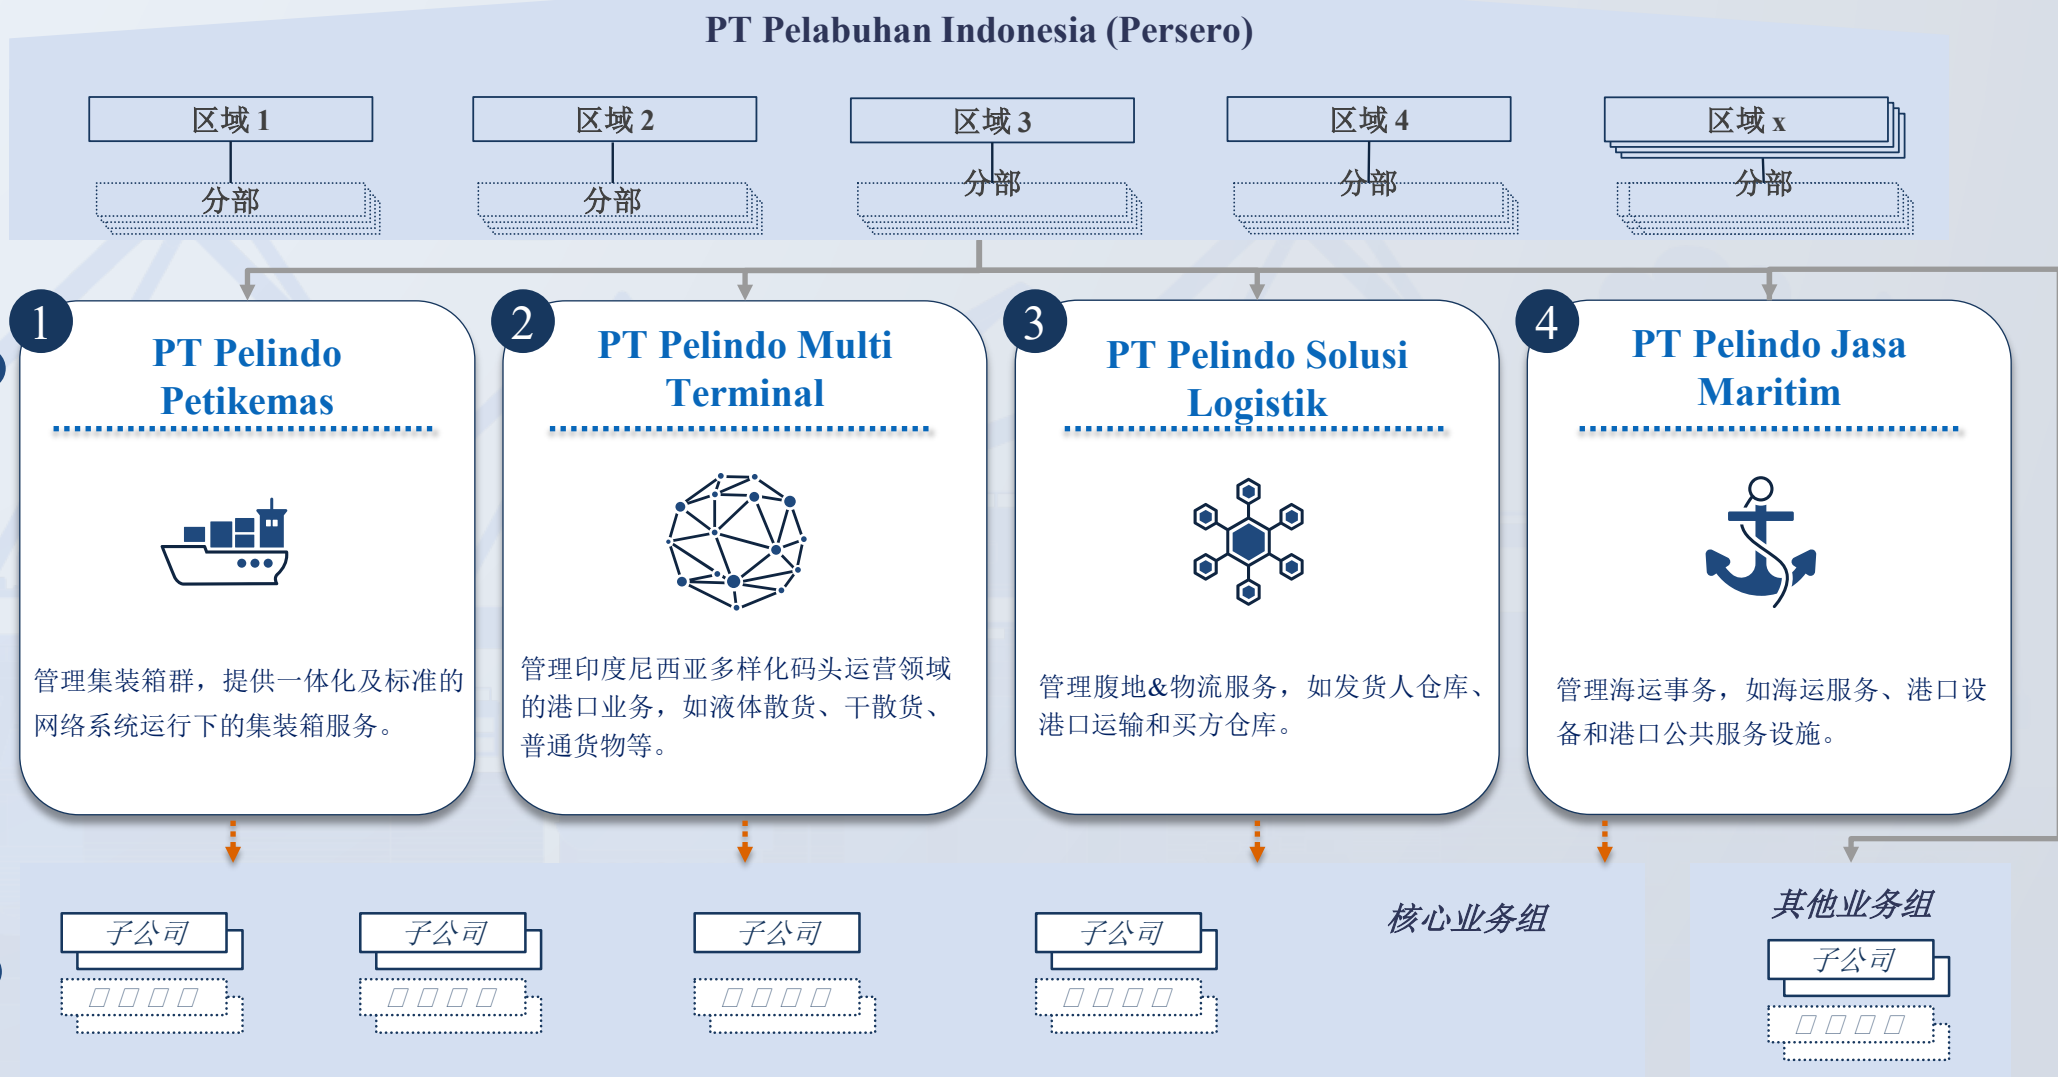 PT Pelabuhan Indonesia (Persero)
区域 1
区域 2
区域 3
区域 4
区域 x
分部
分部
分部
分部
分部
1
PT Pelindo
Petikemas
管理集装箱群，提供一体化及标准的
网络系统运行下的集装箱服务。
2
PT Pelindo Multi
Terminal
管理印度尼西亚多样化码头运营领域
的港口业务，如液体散货、干散货、
普通货物等。
3
PT Pelindo Solusi
Logistik
管理腹地&物流服务，如发货人仓库、
港口运输和买方仓库。
4
PT Pelindo Jasa
Maritim
管理海运事务，如海运服务、港口设
备和港口公共服务设施。
子公司
子公司
子公司
子公司
核心业务组
其他业务组
子公司